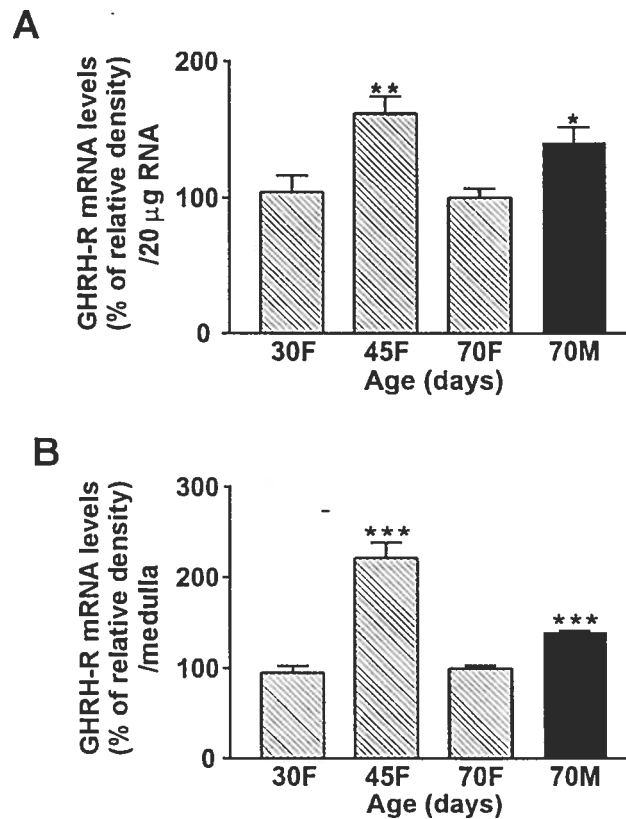 A
GHRH-R mRNA levels
(% of relative density)
/20 µg RNA
200
100
0
**
*
30F 45F 70F 70M
Age (days)
B
GHRH-R mRNA levels
(% of relative density)
/medulla
300
200
100
0
***
***
30F 45F 70F 70M
Age (days)